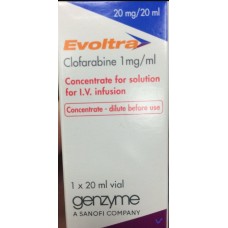 20 mg/20 ml
Evoltra
Clofarabine 1mg/ml
Concentrate for solution
for I.V. infusion
Concentrate - dilute before use
1 x 20 ml vial
genzyme
A SANOFI COMPANY